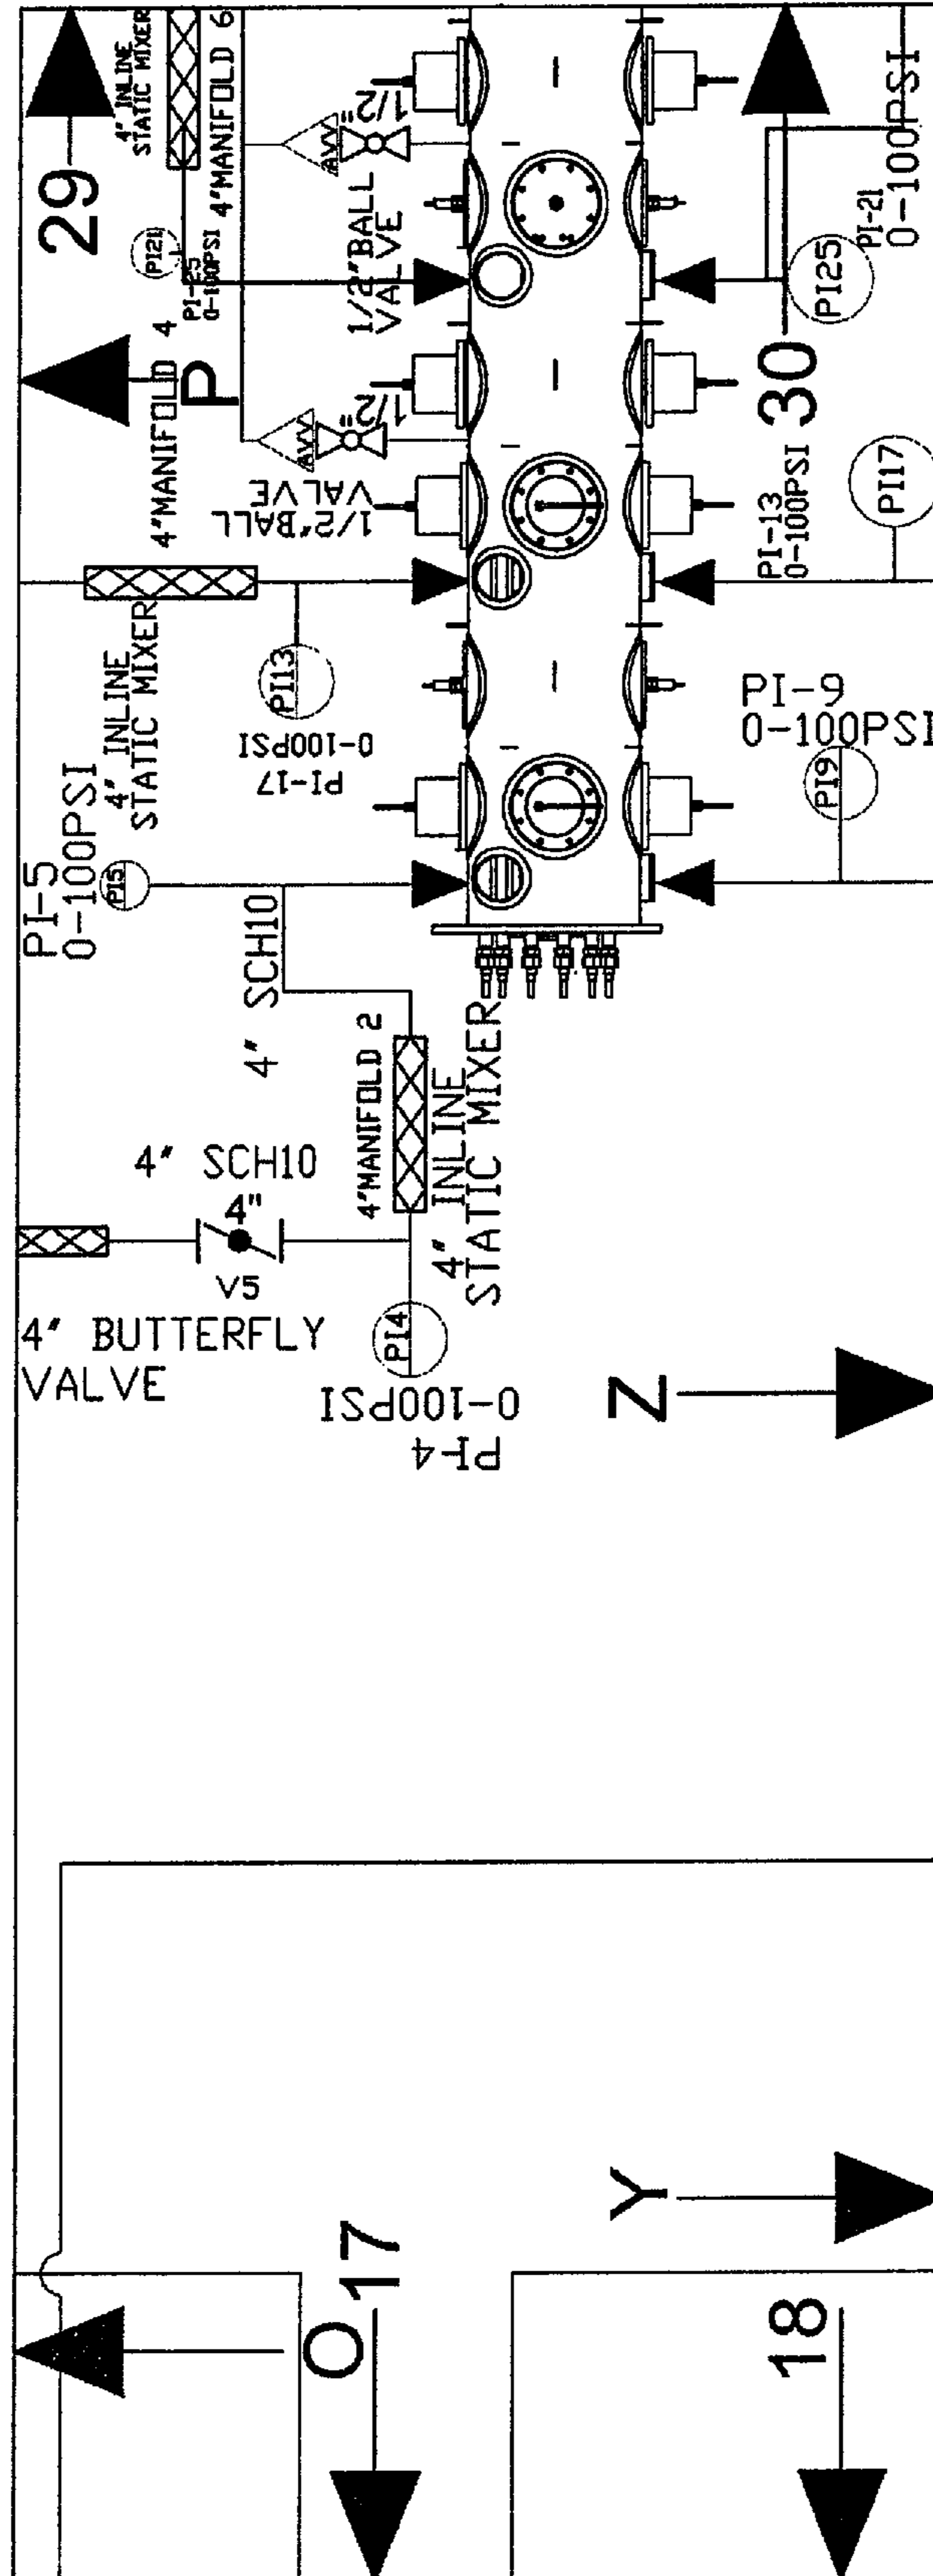 29
4" INLINE
STATIC MIXER
4"MANIFOLD 6
PI21
PI-25
0-100PSI
P
4"MANIFOLD 4
AVV
1/2"
1/2"BALL
VALVE
AVV
1/2"
1/2"BALL
VALVE
4" INLINE
STATIC MIXER
PI13
PI-17
0-100PSI
PI-5
0-100PSI
PI5
4" SCH10
4"MANIFOLD 2
4" INLINE
STATIC MIXER
4" SCH10
4"
V5
4" BUTTERFLY
VALVE
PI4
PI-4
0-100PSI
30
PI25
PI-21
0-100PSI
PI-13
0-100PSI
PI17
PI-9
0-100PSI
PI9
Z
Y
O
17
18